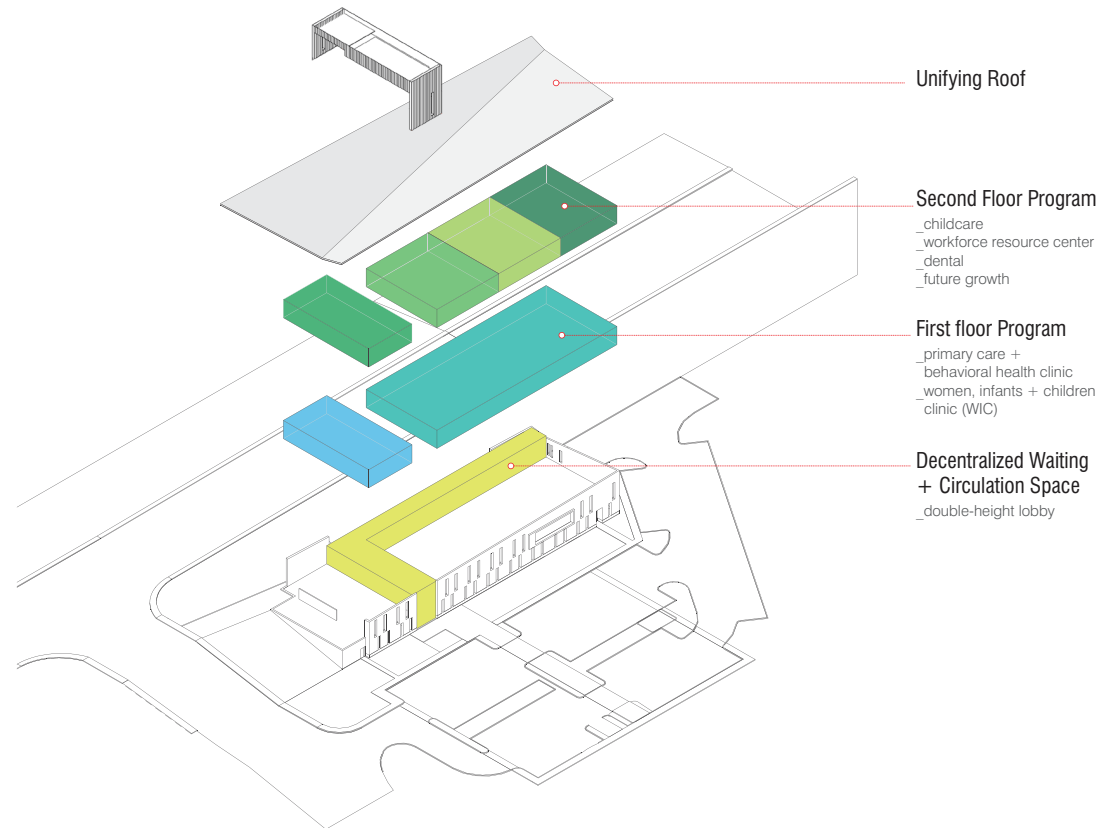 Unifying Roof
Second Floor Program
_childcare
_workforce resource center
_dental
_future growth
First floor Program
_primary care +
behavioral health clinic
_women, infants + children
clinic (WIC)
Decentralized Waiting
+ Circulation Space
_double-height lobby